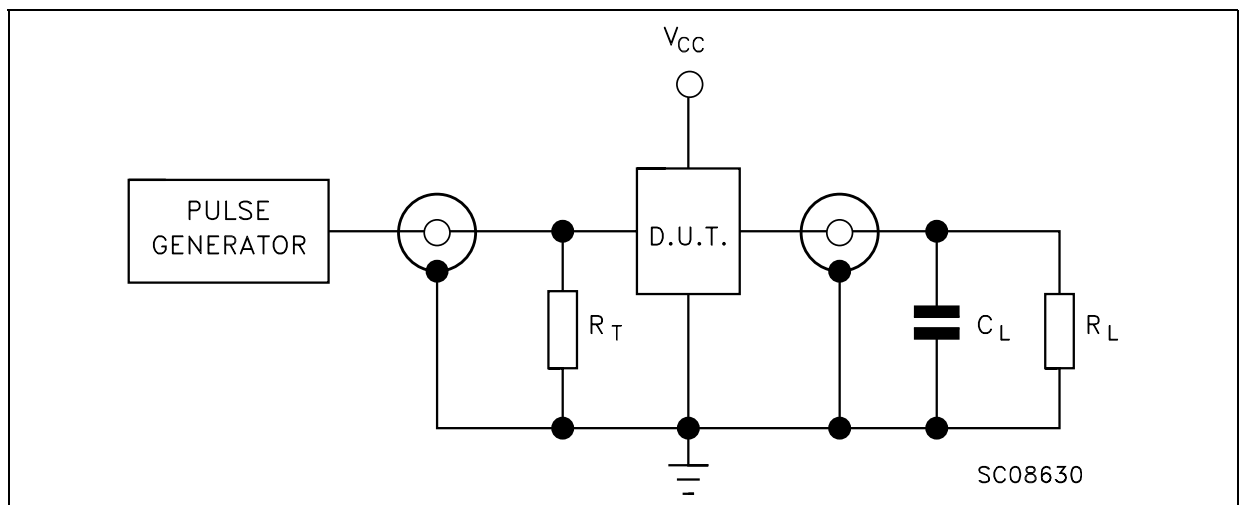 VCC
PULSE
GENERATOR
D.U.T.
RT
CL
RL
SC08630